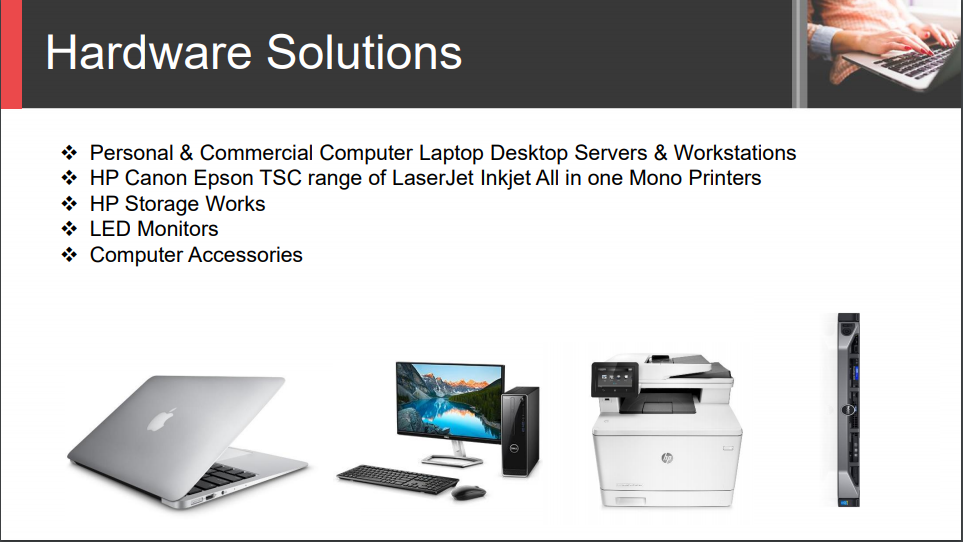 Hardware Solutions
❖ Personal & Commercial Computer Laptop Desktop Servers & Workstations
❖ HP Canon Epson TSC range of LaserJet Inkjet All in one Mono Printers
❖ HP Storage Works
❖ LED Monitors
❖ Computer Accessories
hp